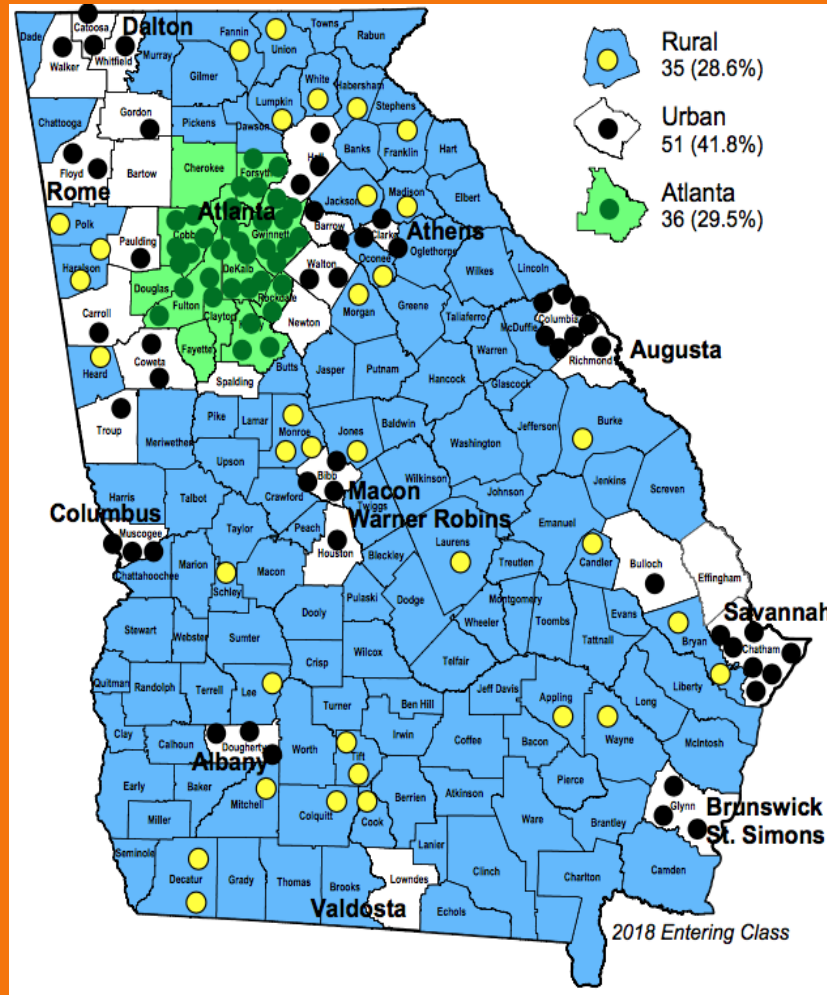 Dalton
Catoosa
Dade
Walker
Whitfield
Murray
Fannin
Union
Towns
Rabun
Gilmer
White
Habersham
Lumpkin
Stephens
Chattooga
Gordon
Pickens
Dawson
Banks
Franklin
Hart
Floyd
Bartow
Cherokee
Forsyth
Hall
Rome
Jackson
Madison
Elbert
Atlanta
Polk
Paulding
Cobb
Gwinnett
Barrow
Clarke
Athens
Oglethorpe
Haralson
Douglas
DeKalb
Walton
Oconee
Wilkes
Lincoln
Fulton
Rockdale
Morgan
Greene
Taliaferro
McDuffie
Columbia
Carroll
Clayton
Henry
Newton
Richmond
Augusta
Heard
Coweta
Fayette
Butts
Jasper
Putnam
Hancock
Warren
Glascock
Spalding
Troup
Meriwether
Pike
Lamar
Monroe
Jones
Baldwin
Washington
Jefferson
Burke
Upson
Bibb
Wilkinson
Jenkins
Screven
Harris
Talbot
Crawford
Macon
Twiggs
Johnson
Columbus
Warner Robins
Muscogee
Taylor
Peach
Houston
Bleckley
Laurens
Treutlen
Emanuel
Candler
Bulloch
Effingham
Chattahoochee
Marion
Schley
Macon
Pulaski
Dodge
Montgomery
Wheeler
Toombs
Evans
Tattnall
Bryan
Savannah
Chatham
Stewart
Webster
Sumter
Dooly
Crisp
Wilcox
Telfair
Liberty
Long
Quitman
Randolph
Terrell
Lee
Turner
Ben Hill
Jeff Davis
Appling
Wayne
McIntosh
Clay
Calhoun
Dougherty
Albany
Worth
Tift
Irwin
Coffee
Bacon
Pierce
Early
Baker
Mitchell
Colquitt
Cook
Berrien
Atkinson
Ware
Brantley
Glynn
Brunswick
St. Simons
Miller
Seminole
Decatur
Grady
Thomas
Brooks
Lowndes
Lanier
Clinch
Charlton
Camden
Valdosta
Echols
Rural
35 (28.6%)
Urban
51 (41.8%)
Atlanta
36 (29.5%)
2018 Entering Class